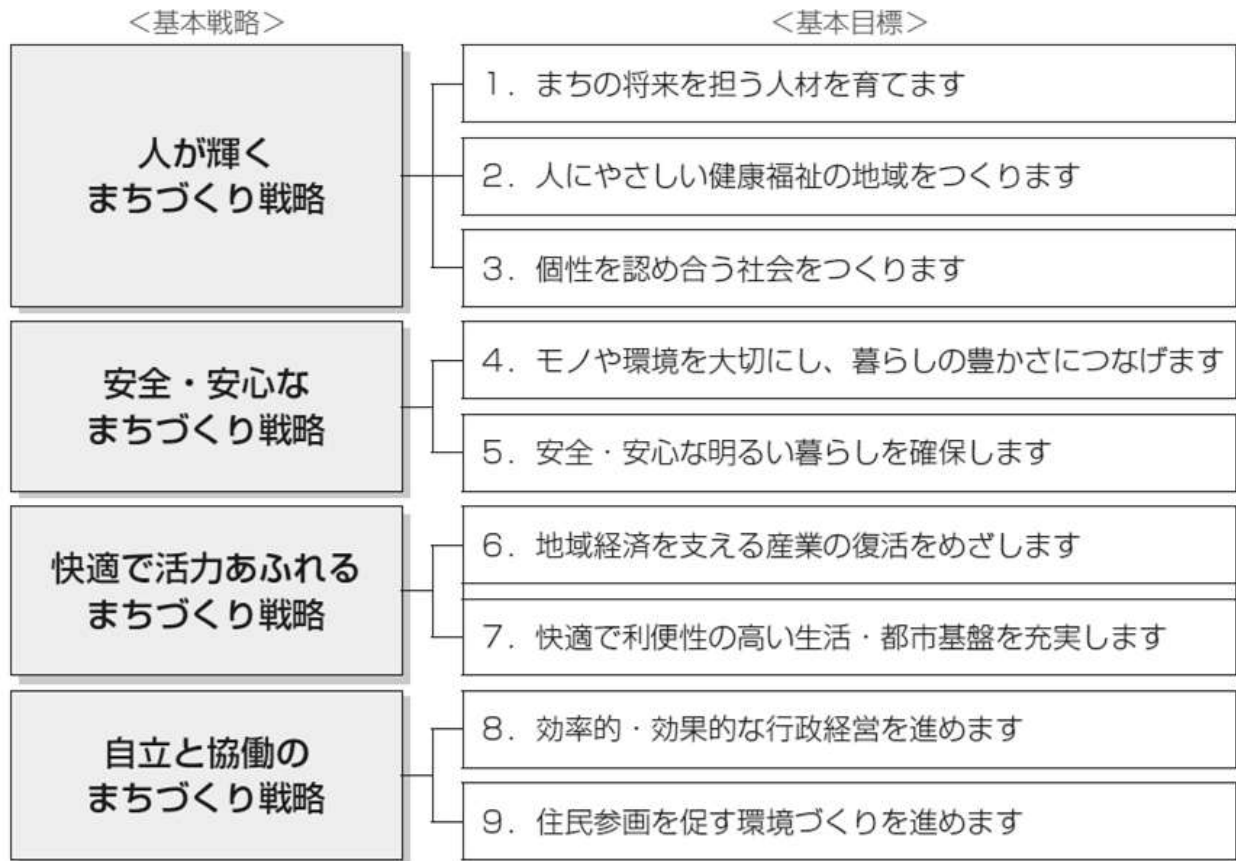 ＜基本戦略＞
＜基本目標＞
人が輝く
まちづくり戦略
１．まちの将来を担う人材を育てます
２．人にやさしい健康福祉の地域をつくります
３．個性を認め合う社会をつくります
安全・安心な
まちづくり戦略
４．モノや環境を大切にし、暮らしの豊かさにつなげます
５．安全・安心な明るい暮らしを確保します
快適で活力あふれる
まちづくり戦略
６．地域経済を支える産業の復活をめざします
７．快適で利便性の高い生活・都市基盤を充実します
自立と協働の
まちづくり戦略
８．効率的・効果的な行政経営を進めます
９．住民参画を促す環境づくりを進めます